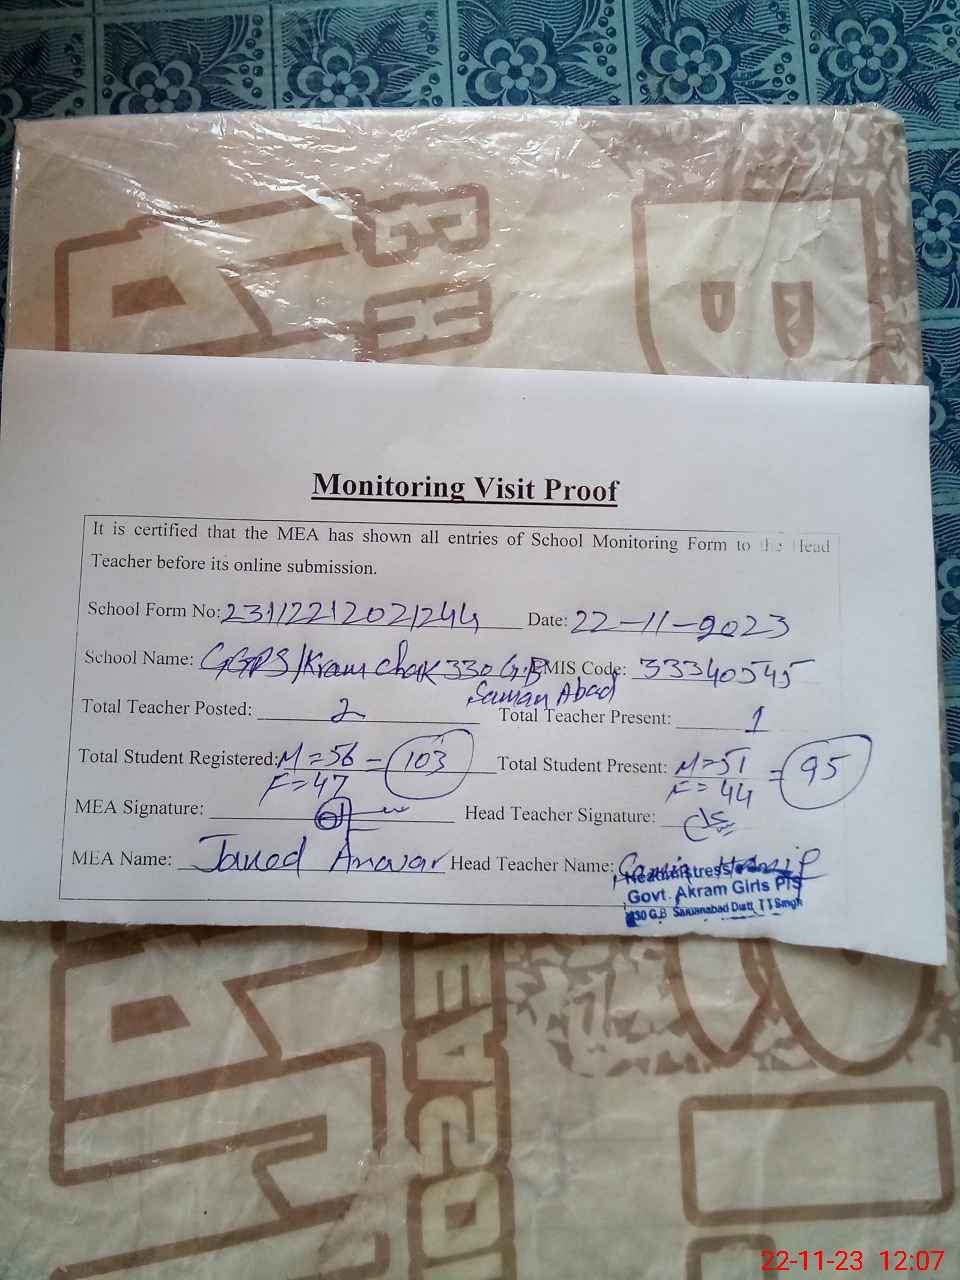 Monitoring Visit Proof
It is certified that the MEA has shown all entries of School Monitoring Form to the Head
Teacher before its online submission.
School Form No: 23112212021244 Date: 22-11-2023
School Name: GGPS/Kram chak 330 G.B EMIS Code: 33340545
Saman Abad
Total Teacher Posted: 2 Total Teacher Present: 1
Total Student Registered: M=56 = 103 Total Student Present: M=51 = 95
F=47 F=44
MEA Signature: Head Teacher Signature:
MEA Name: Javed Anwar Head Teacher Name:
Headmistress
Govt. Akram Girls P/S
330 G.B Samanabad Distt. T T Singh
22-11-23 12:07